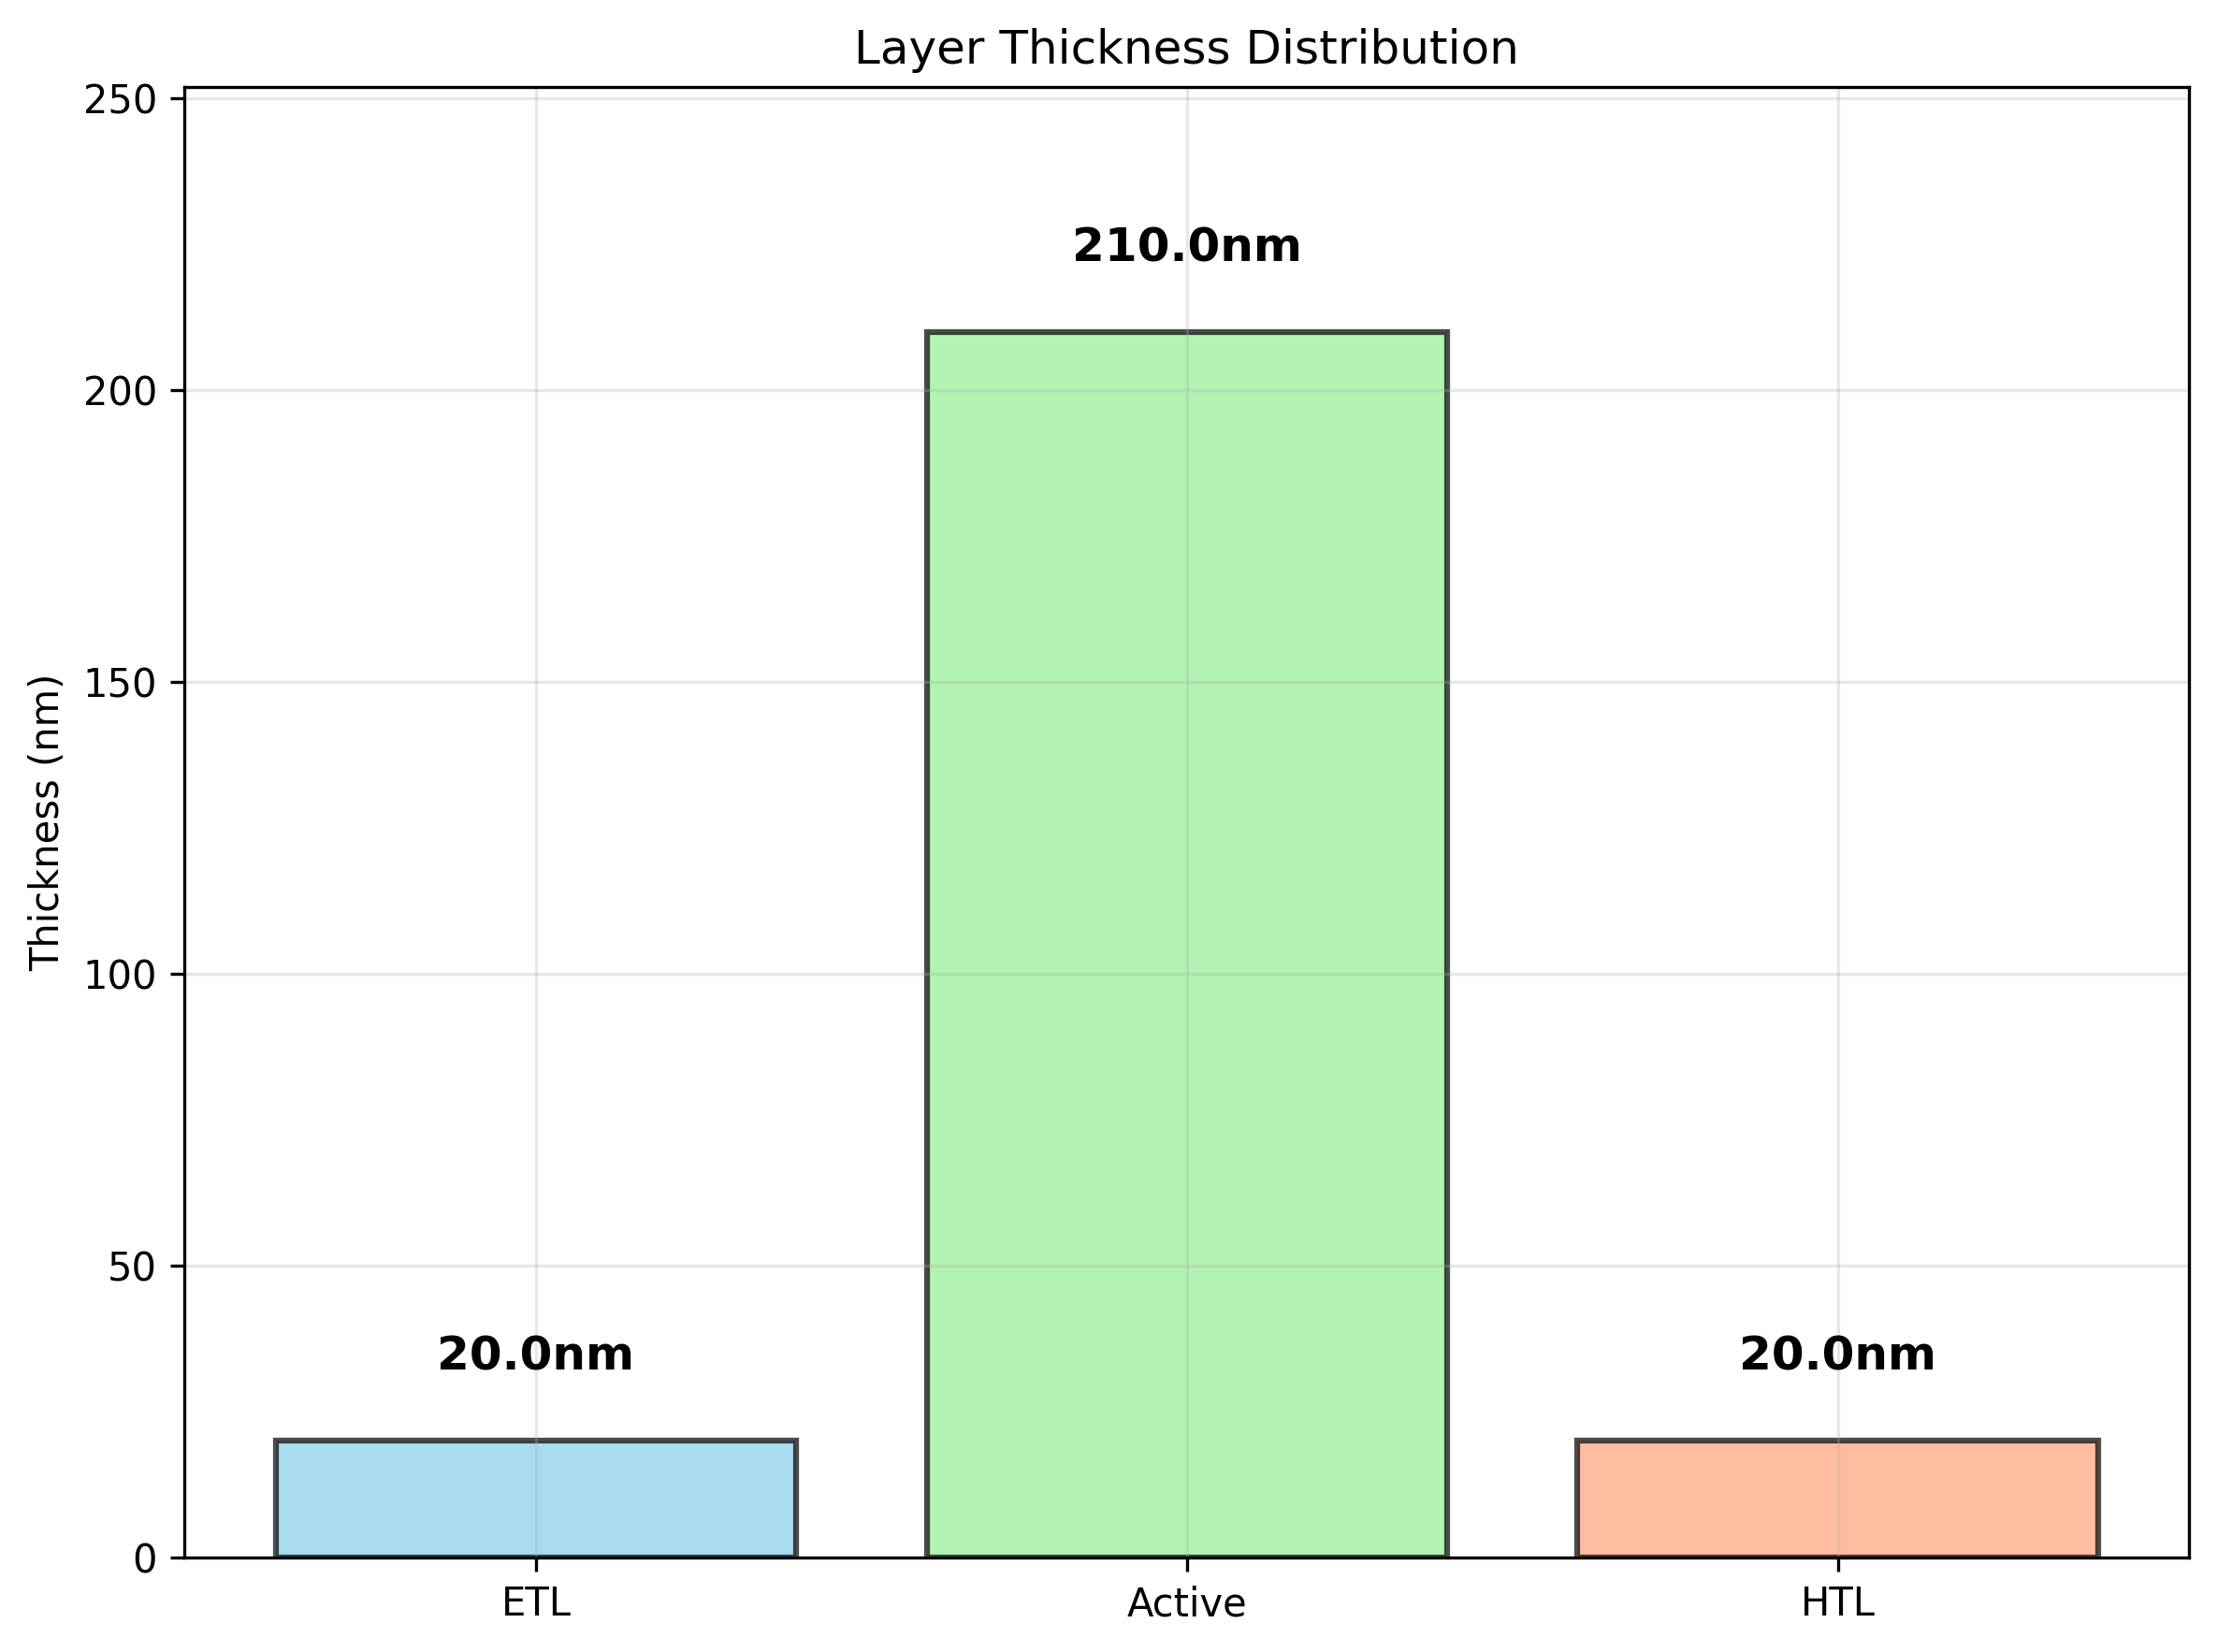 Layer Thickness Distribution
250
200
150
100
50
0
Thickness (nm)
210.0nm
20.0nm
20.0nm
ETL
Active
HTL